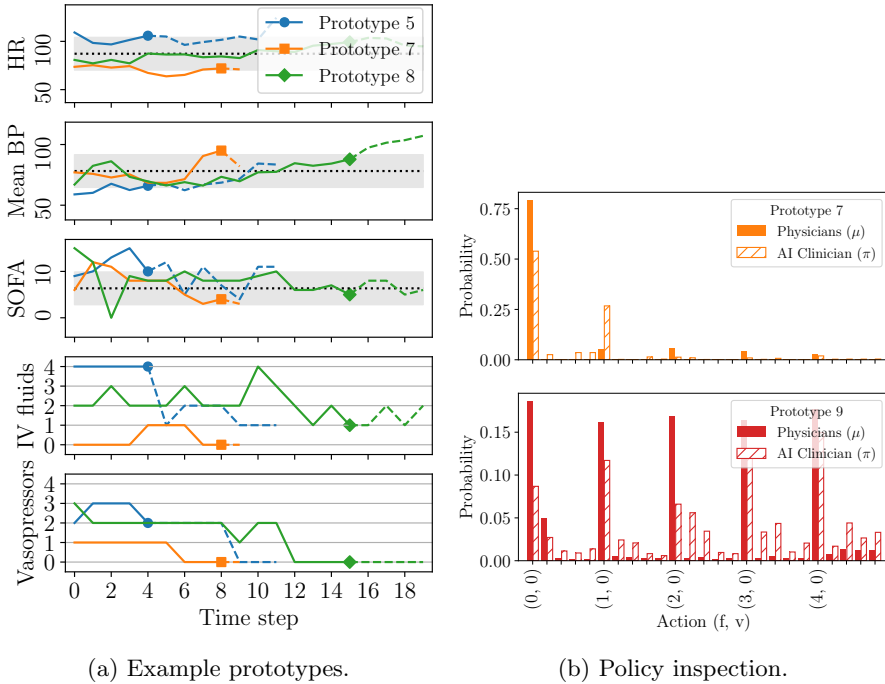 HR
100
50
Prototype 5
Prototype 7
Prototype 8
Mean BP
100
50
SOFA
10
0
IV fluids
4
3
2
1
0
Vasopressors
4
3
2
1
0
0 2 4 6 8 10 12 14 16 18
Time step
(a) Example prototypes.
Probability
0.75
0.50
0.25
0.00
Prototype 7
Physicians (μ)
AI Clinician (π)
Probability
0.15
0.10
0.05
0.00
Prototype 9
Physicians (μ)
AI Clinician (π)
(0, 0) (1, 0) (2, 0) (3, 0) (4, 0)
Action (f, v)
(b) Policy inspection.